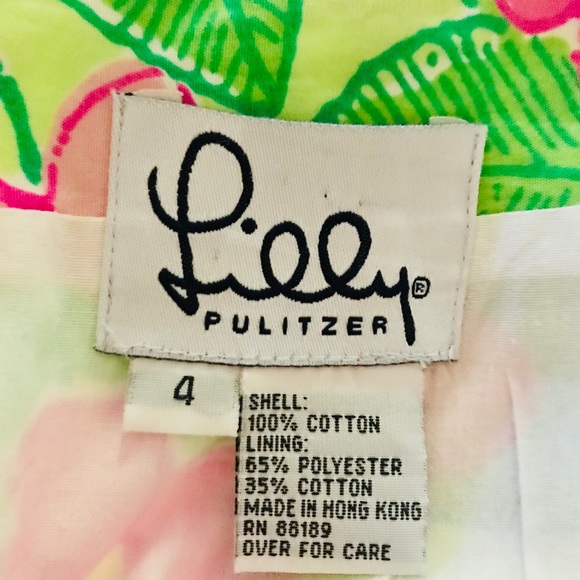 Lilly®
PULITZER
4
SHELL:
100% COTTON
LINING:
65% POLYESTER
35% COTTON
MADE IN HONG KONG
RN 88189
OVER FOR CARE